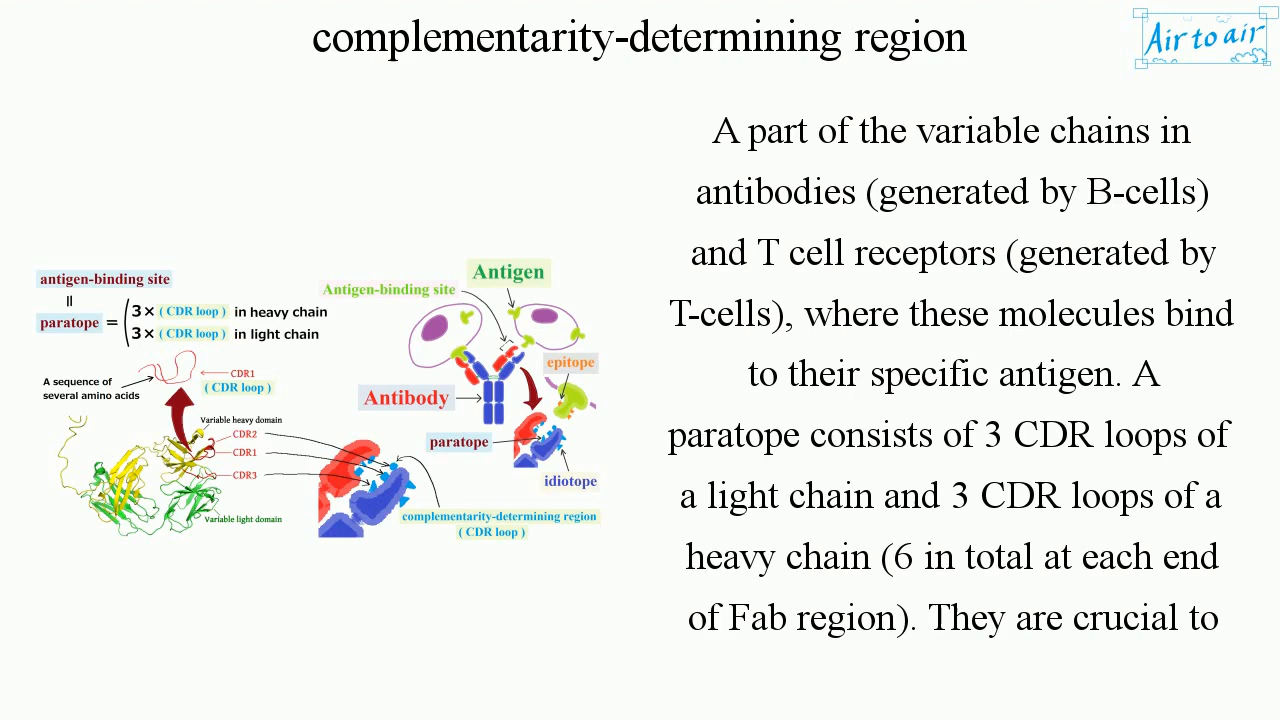 complementarity-determining region
Air to air
A part of the variable chains in
antibodies (generated by B-cells)
and T cell receptors (generated by
T-cells), where these molecules bind
to their specific antigen. A
paratope consists of 3 CDR loops of
a light chain and 3 CDR loops of a
heavy chain (6 in total at each end
of Fab region). They are crucial to
antigen-binding site
=
paratope = ( 3× ( CDR loop ) in heavy chain
3× ( CDR loop ) in light chain
CDR1
( CDR loop )
A sequence of
several amino acids
Variable heavy domain
CDR2
CDR1
CDR3
Variable light domain
Antigen
Antigen-binding site
epitope
Antibody
paratope
idiotope
complementarity-determining region
( CDR loop )